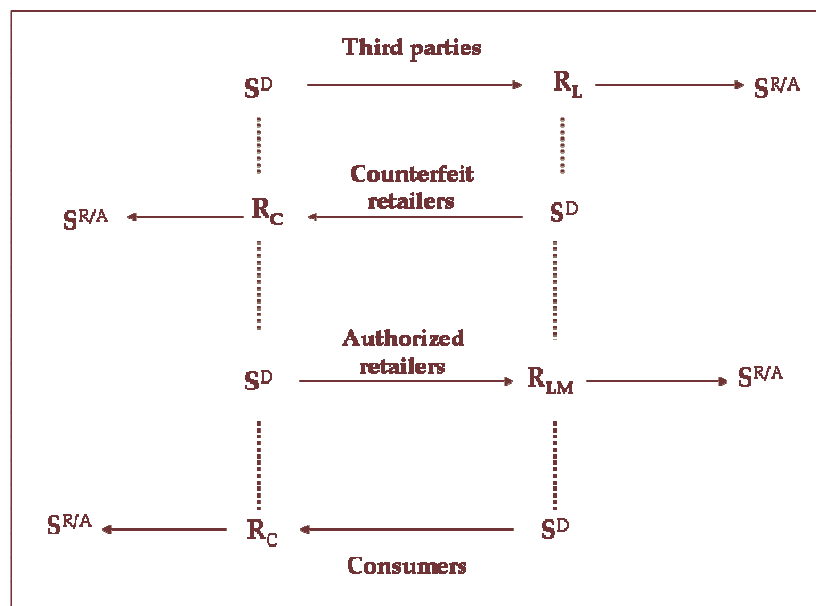 Third parties
S^D R_L S^R/A
Counterfeit
retailers
S^R/A R_C S^D
Authorized
retailers
S^D R_LM S^R/A
S^R/A R_C S^D
Consumers